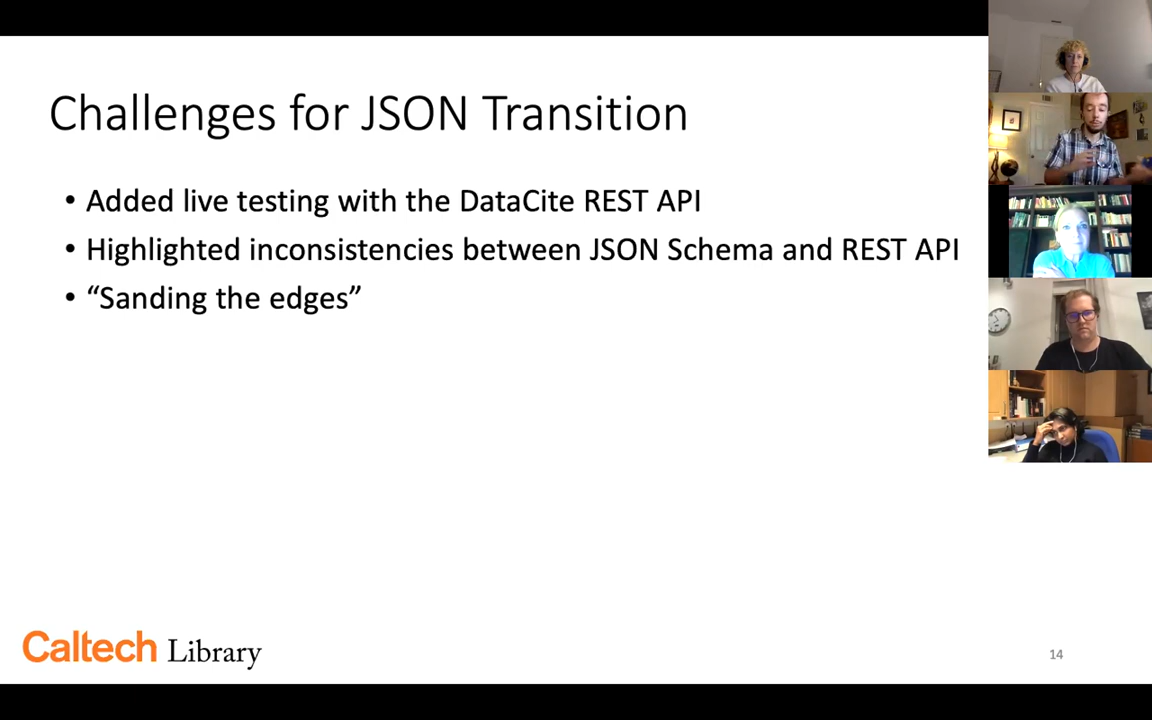 Challenges for JSON Transition
• Added live testing with the DataCite REST API
• Highlighted inconsistencies between JSON Schema and REST API
• “Sanding the edges”
Caltech Library
14